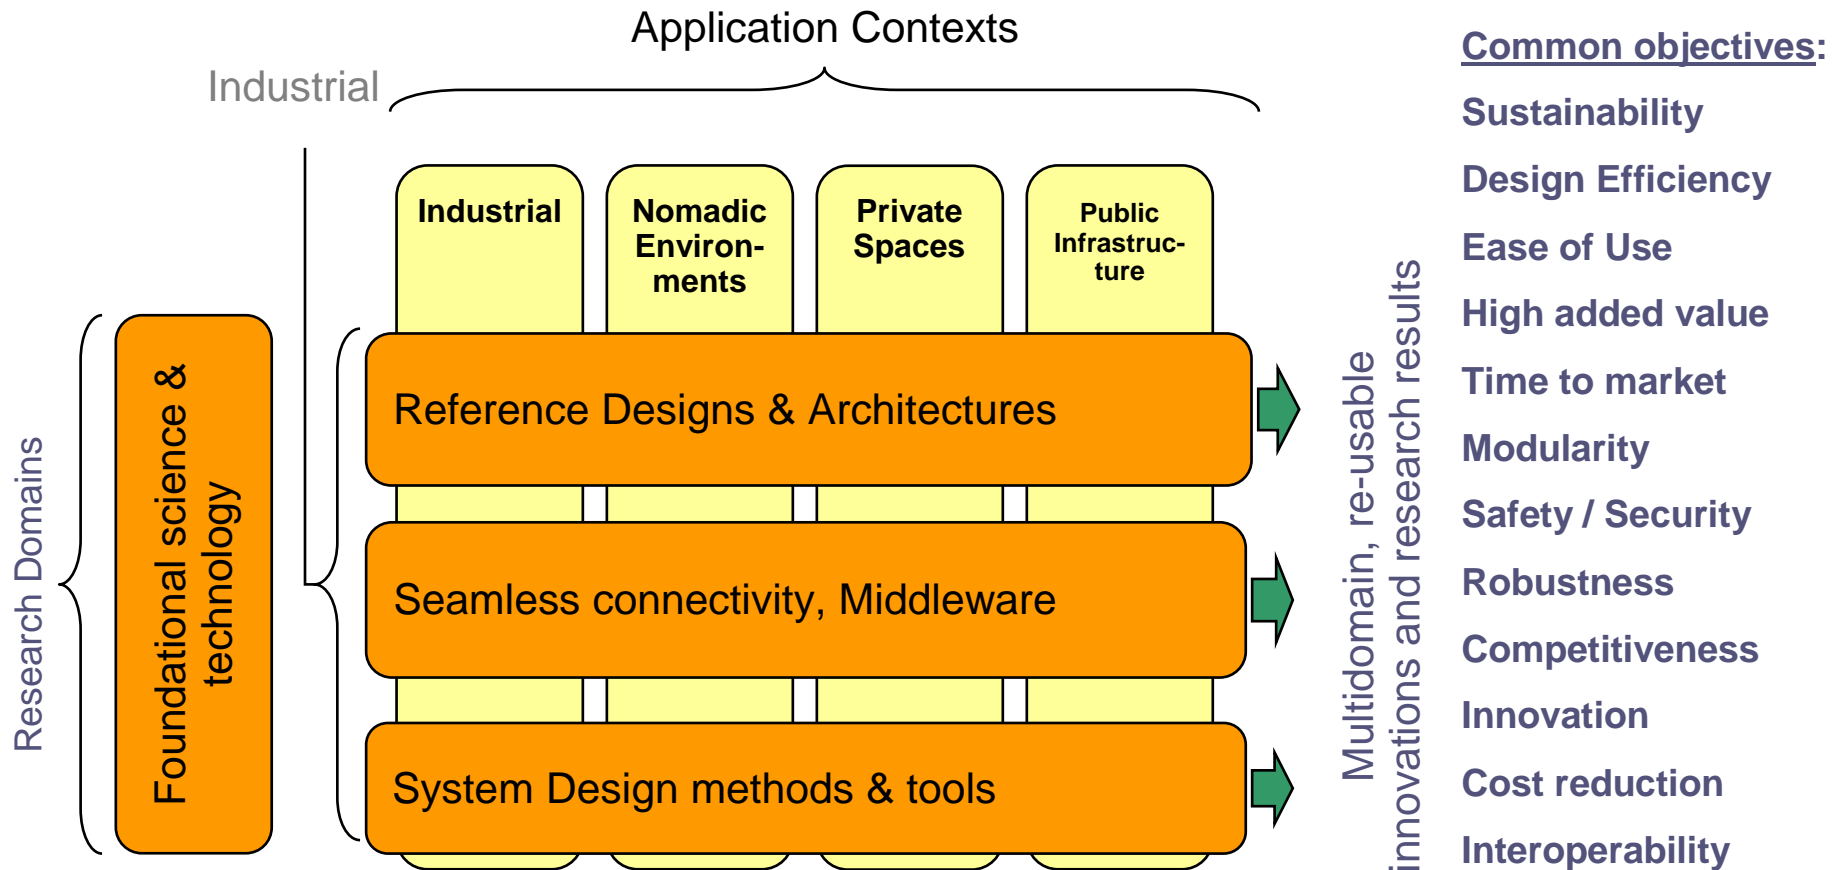 Application Contexts
Industrial
Industrial
Nomadic
Environ-
ments
Private
Spaces
Public
Infrastruc-
ture
Research Domains
Foundational science &
technology
Reference Designs & Architectures
Seamless connectivity, Middleware
System Design methods & tools
Multidomain, re-usable
innovations and research results
Common objectives:
Sustainability
Design Efficiency
Ease of Use
High added value
Time to market
Modularity
Safety / Security
Robustness
Competitiveness
Innovation
Cost reduction
Interoperability